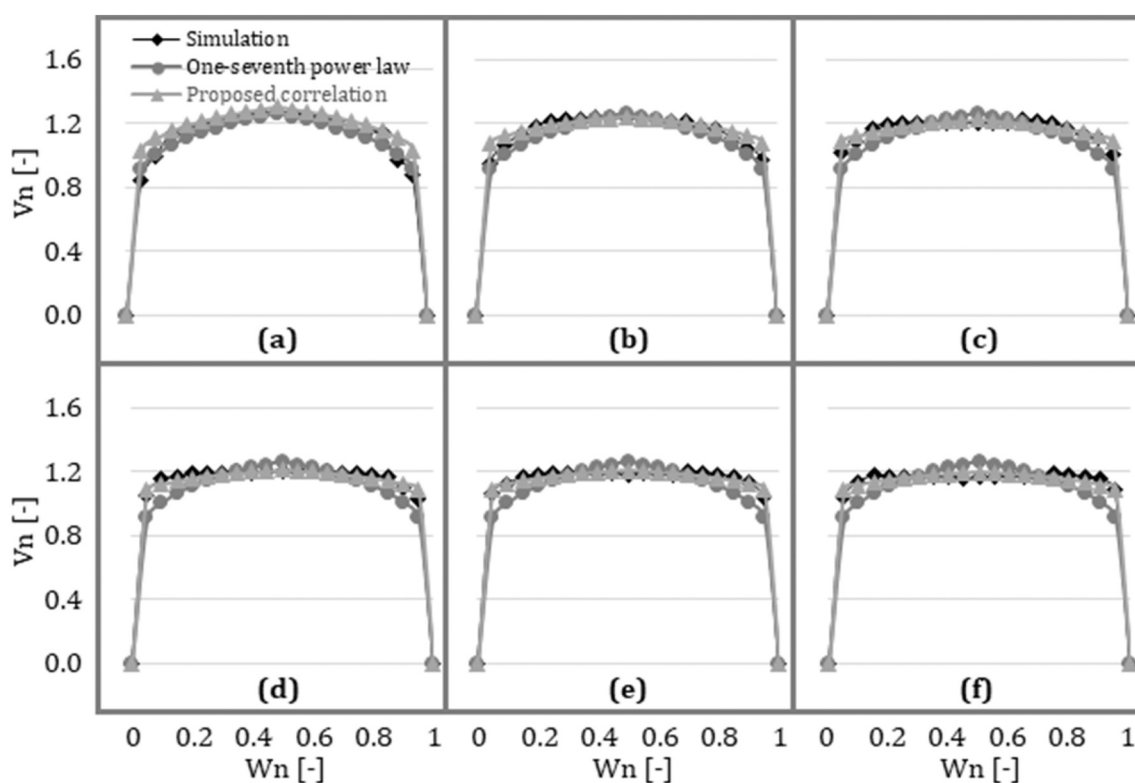 Simulation
One-seventh power law
Proposed correlation
1.6
1.2
0.8
0.4
0.0
Vn [-]
(a)
(b)
(c)
1.6
1.2
0.8
0.4
0.0
Vn [-]
(d)
(e)
(f)
0 0.2 0.4 0.6 0.8 1
0 0.2 0.4 0.6 0.8 1
0 0.2 0.4 0.6 0.8 1
Wn [-]
Wn [-]
Wn [-]